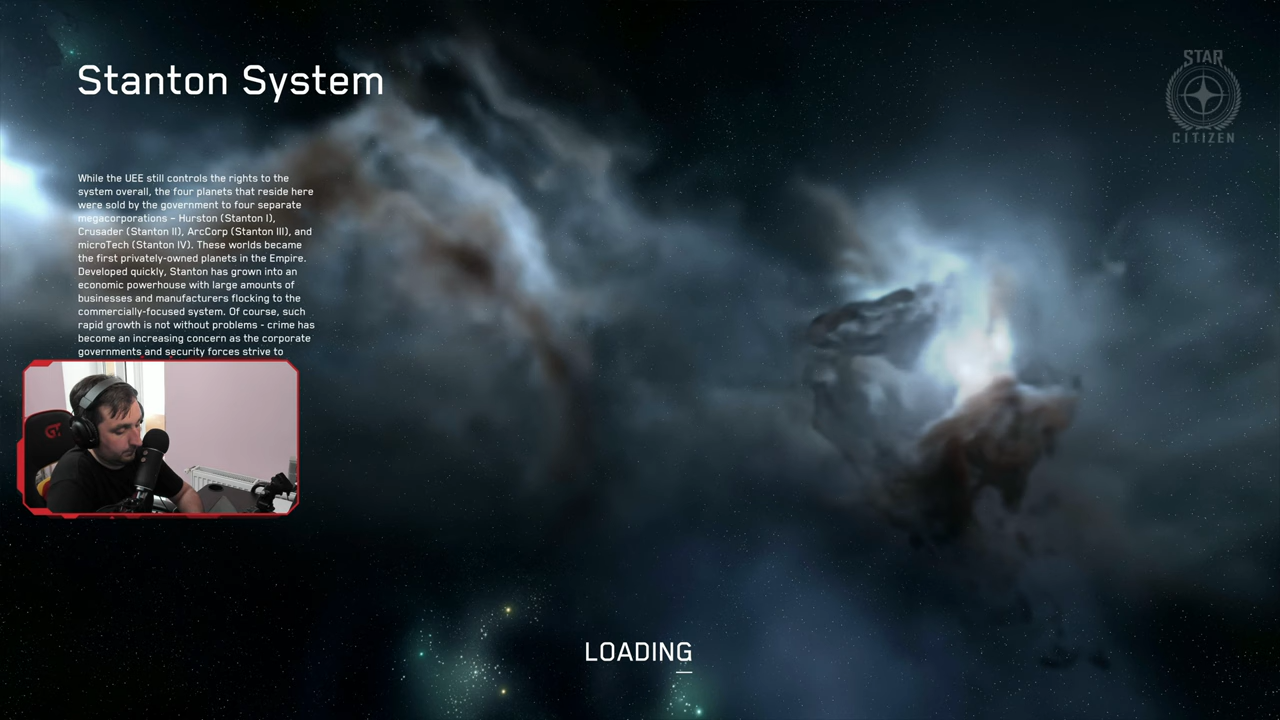 Stanton System
STAR
CITIZEN
While the UEE still controls the rights to the
system overall, the four planets that reside here
were sold by the government to four separate
megacorporations – Hurston (Stanton I),
Crusader (Stanton II), ArcCorp (Stanton III), and
microTech (Stanton IV). These worlds became
the first privately-owned planets in the Empire.
Developed quickly, Stanton has grown into an
economic powerhouse with large amounts of
businesses and manufacturers flocking to the
commercially-focused system. Of course, such
rapid growth is not without problems - crime has
become an increasing concern as the corporate
governments and security forces strive to
LOADING